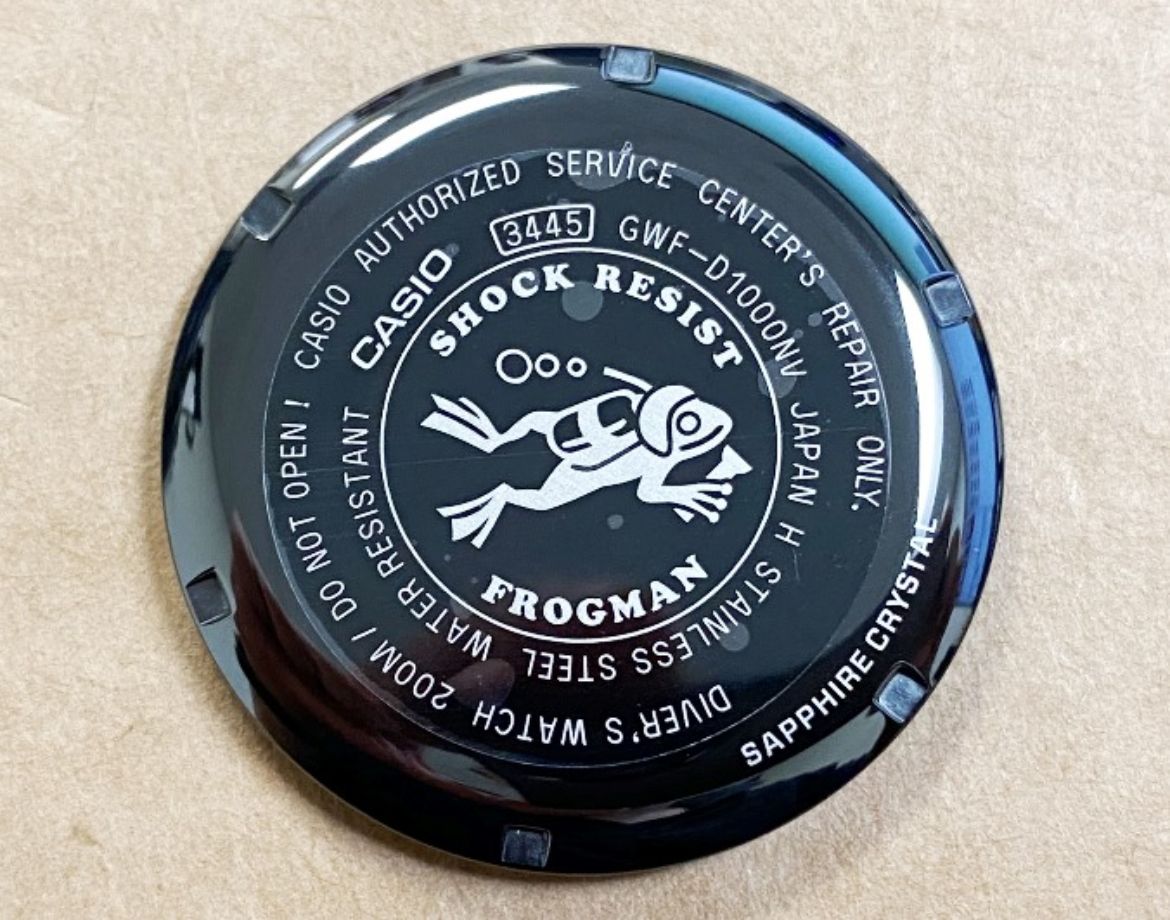 DIVER'S WATCH 200M / DO NOT OPEN! CASIO AUTHORIZED SERVICE CENTER'S REPAIR ONLY.
CASIO 3445 GWF-D1000NV JAPAN H STAINLESS STEEL WATER RESISTANT
SHOCK RESIST
FROGMAN
SAPPHIRE CRYSTAL